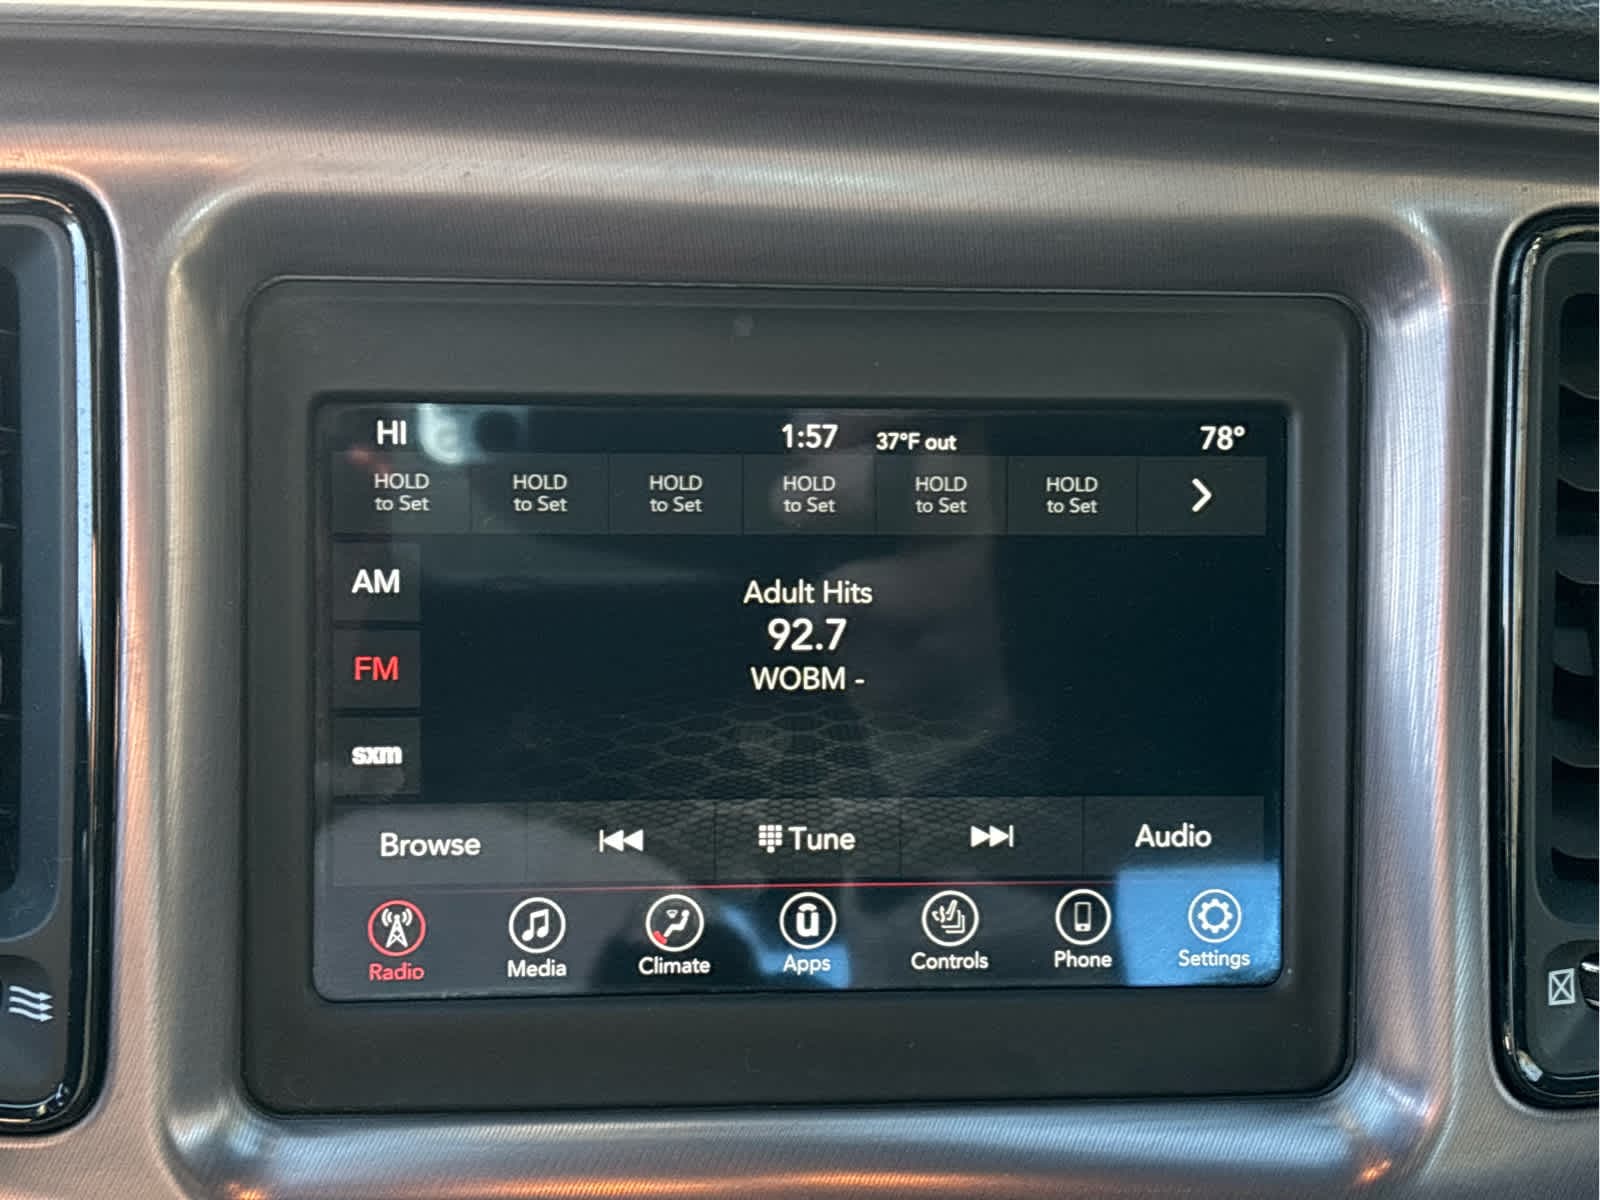 HI 1:57 37°F out 78°
HOLD HOLD HOLD HOLD HOLD HOLD
to Set to Set to Set to Set to Set to Set
AM
Adult Hits
92.7
FM
WOBM -
sxm
Browse Tune Audio
Radio Media Climate Apps Controls Phone Settings